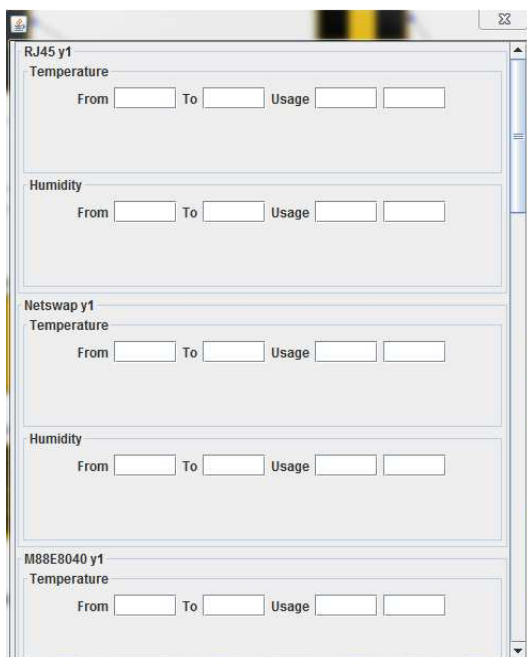 RJ45 y1
Temperature
From To Usage
Humidity
From To Usage
Netswap y1
Temperature
From To Usage
Humidity
From To Usage
M88E8040 y1
Temperature
From To Usage